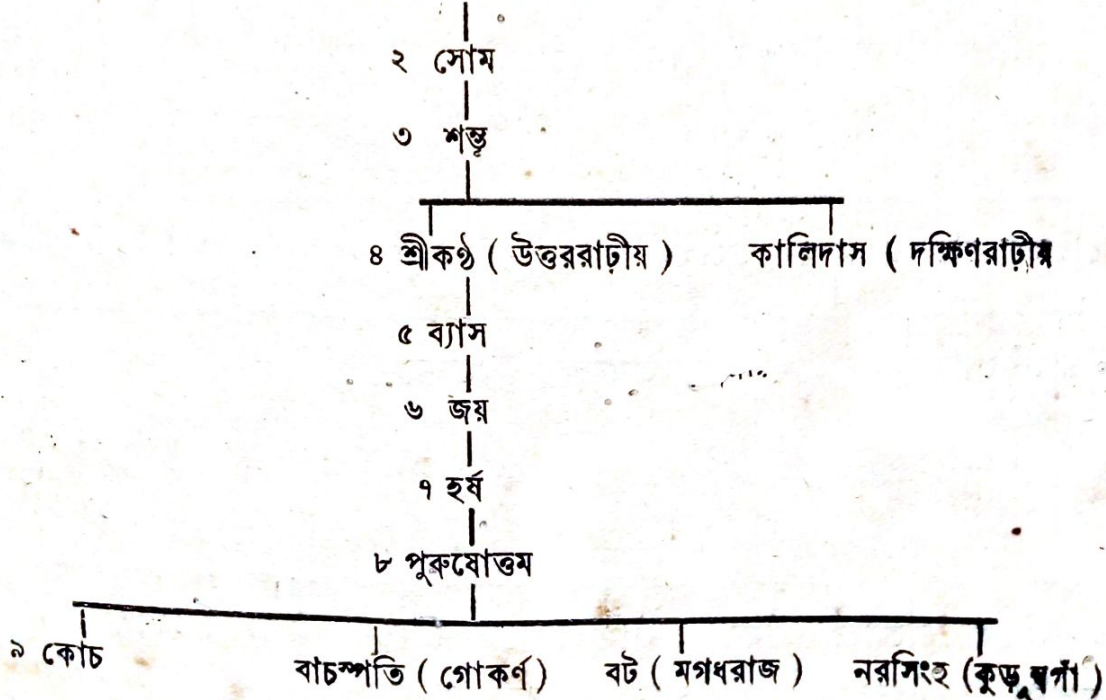 ২ সোম
৩ শম্ভূ
৪ শ্রীকণ্ঠ ( উত্তররাঢ়ীয় ) কালিদাস ( দক্ষিণরাঢ়ীয়
৫ ব্যাস
৬ জয়
৭ হর্ষ
৮ পুরুষোত্তম
৯ কোচ বাচস্পতি ( গোকর্ণ ) বট ( মগধরাজ ) নরসিংহ